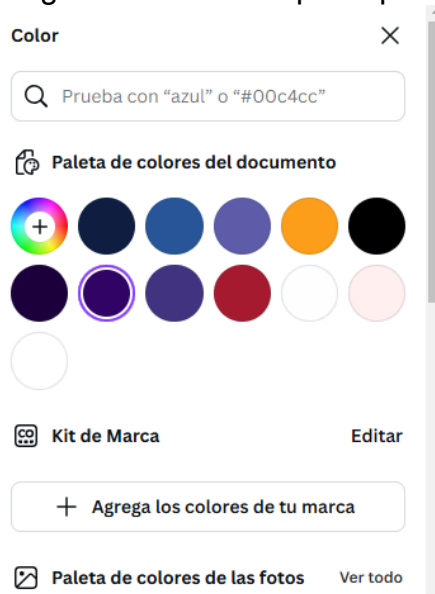 Color
Prueba con “azul” o “#00c4cc”
Paleta de colores del documento
Kit de Marca Editar
Agrega los colores de tu marca
Paleta de colores de las fotos Ver todo